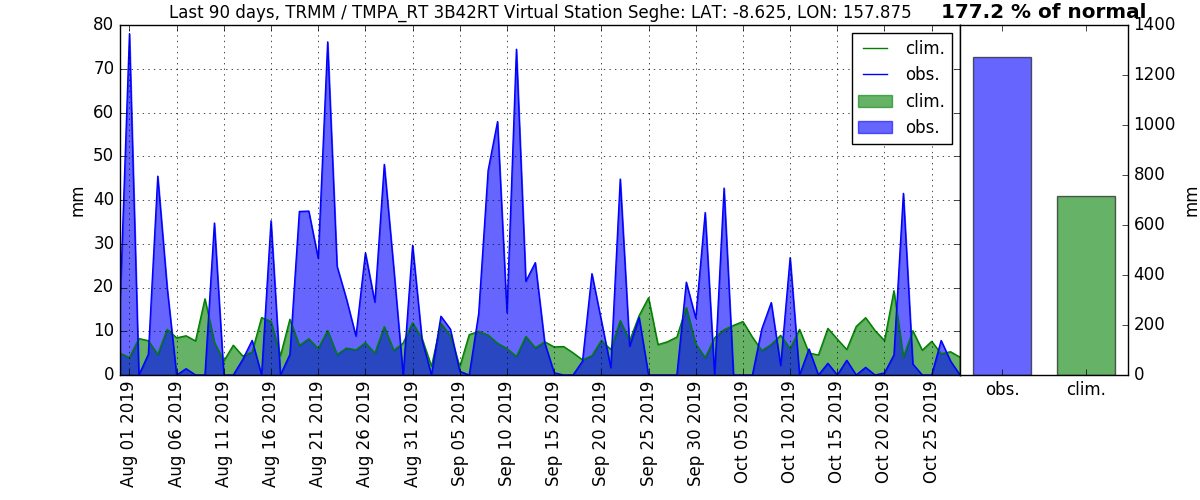 Last 90 days, TRMM / TMPA_RT 3B42RT Virtual Station Seghe: LAT: -8.625, LON: 157.875
177.2 % of normal
80
70
60
50
40
30
20
10
0
mm
clim.
obs.
clim.
obs.
Aug 01 2019
Aug 06 2019
Aug 11 2019
Aug 16 2019
Aug 21 2019
Aug 26 2019
Aug 31 2019
Sep 05 2019
Sep 10 2019
Sep 15 2019
Sep 20 2019
Sep 25 2019
Sep 30 2019
Oct 05 2019
Oct 10 2019
Oct 15 2019
Oct 20 2019
Oct 25 2019
1400
1200
1000
800
600
400
200
0
mm
obs.
clim.